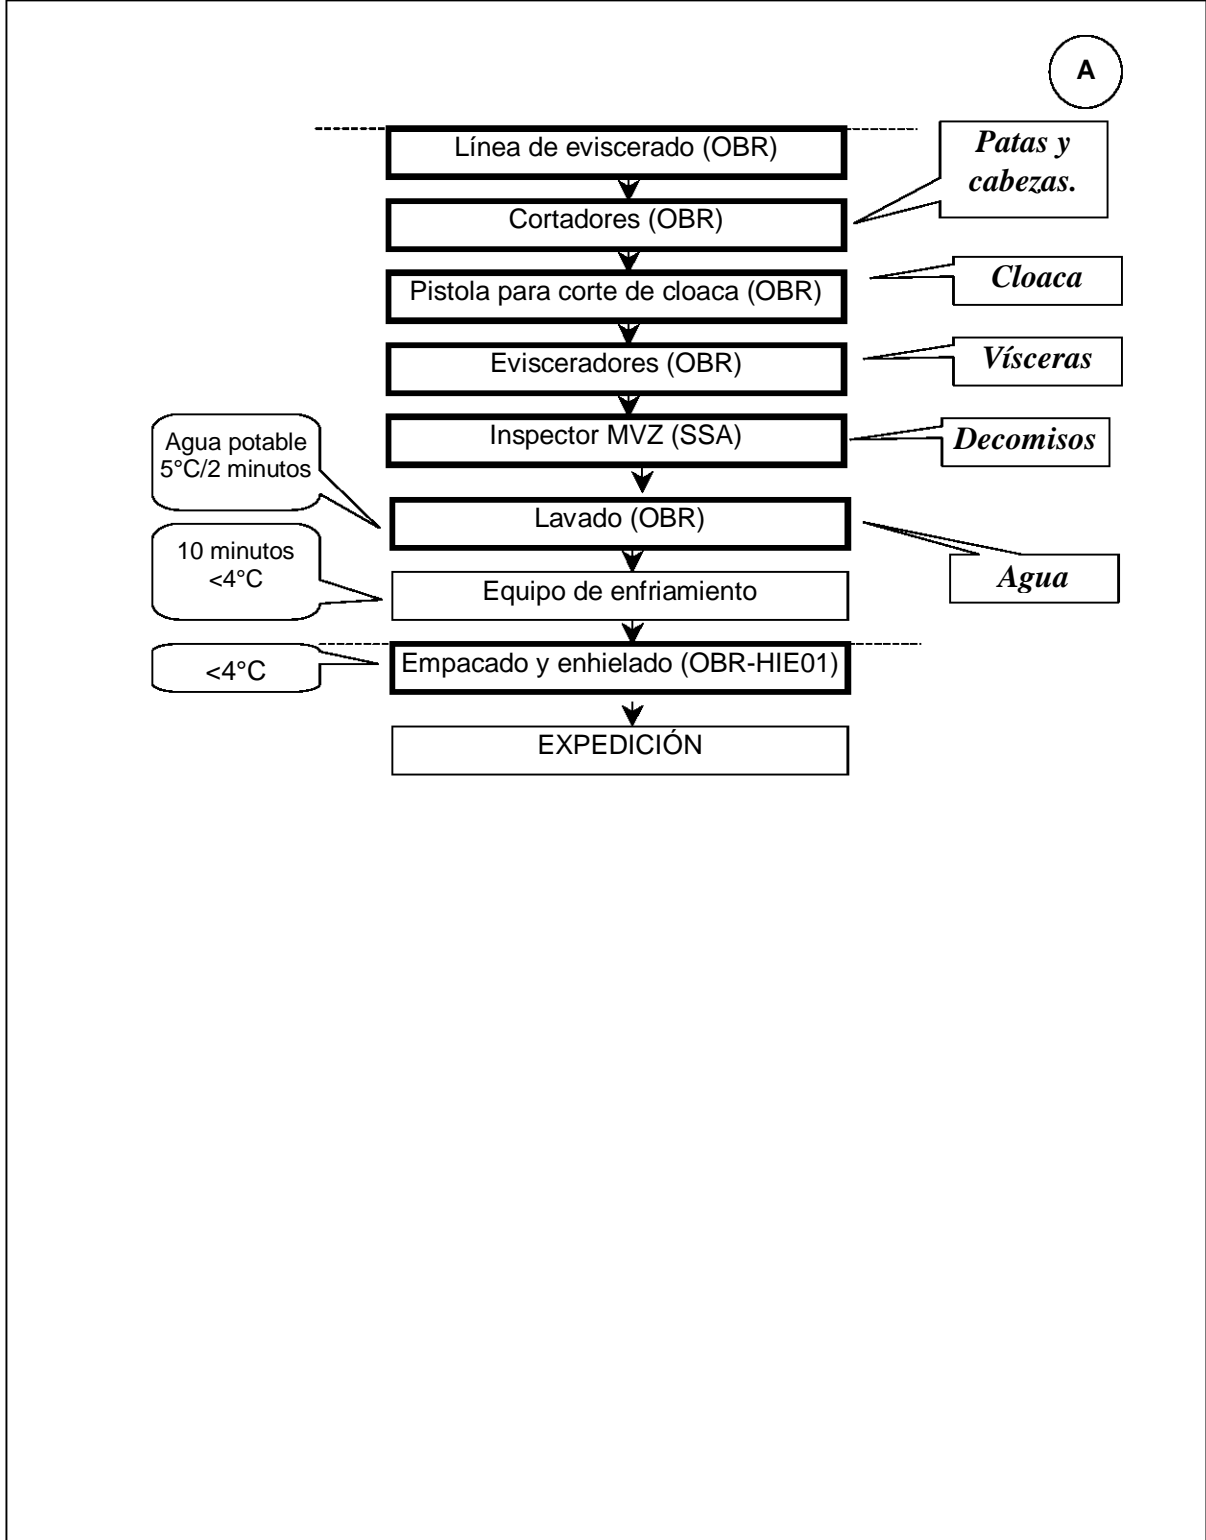 A
Línea de eviscerado (OBR)
Patas y
cabezas.
Cortadores (OBR)
Pistola para corte de cloaca (OBR)
Cloaca
Evisceradores (OBR)
Vísceras
Inspector MVZ (SSA)
Decomisos
Agua potable
5°C/2 minutos
Lavado (OBR)
Agua
10 minutos
<4°C
Equipo de enfriamiento
Empacado y enhielado (OBR-HIE01)
<4°C
EXPEDICIÓN